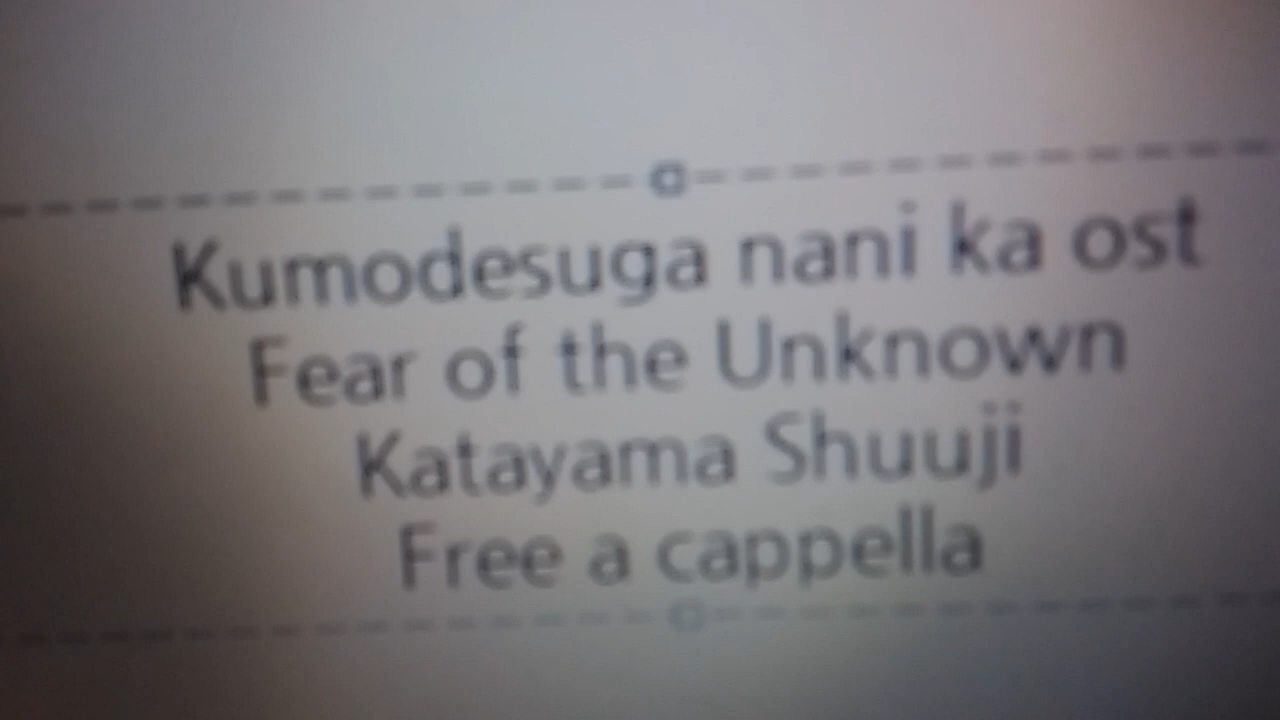 Kumodesuga nani ka ost
Fear of the Unknown
Katayama Shuuji
Free a cappella